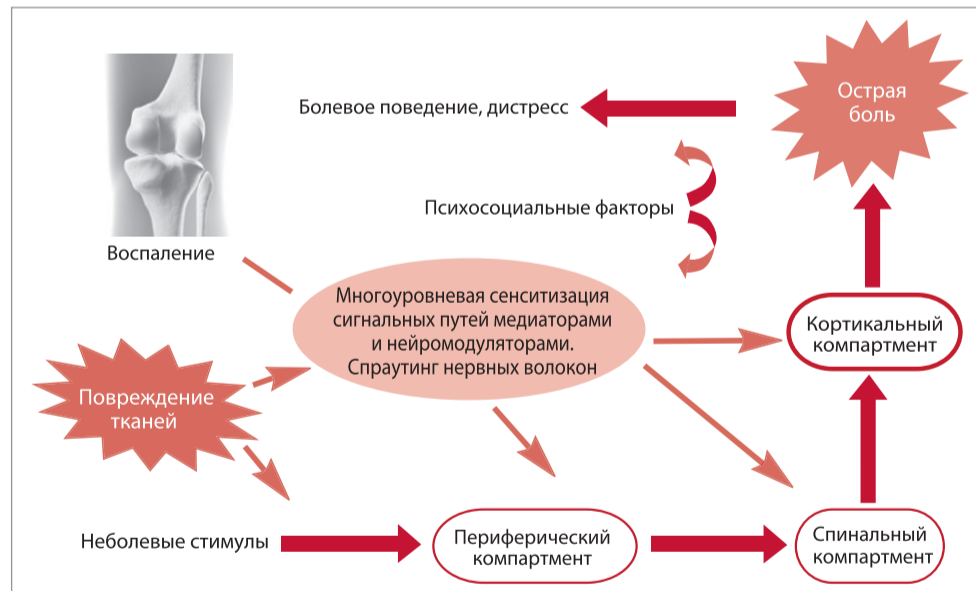 Острая
боль
Болевое поведение, дистресс
Психосоциальные факторы
Воспаление
Многоуровневая сенситизация
сигнальных путей медиаторами
и нейромодуляторами.
Спраутинг нервных волокон
Кортикальный
компартмент
Повреждение
тканей
Неболевые стимулы
Периферический
компартмент
Спинальный
компартмент